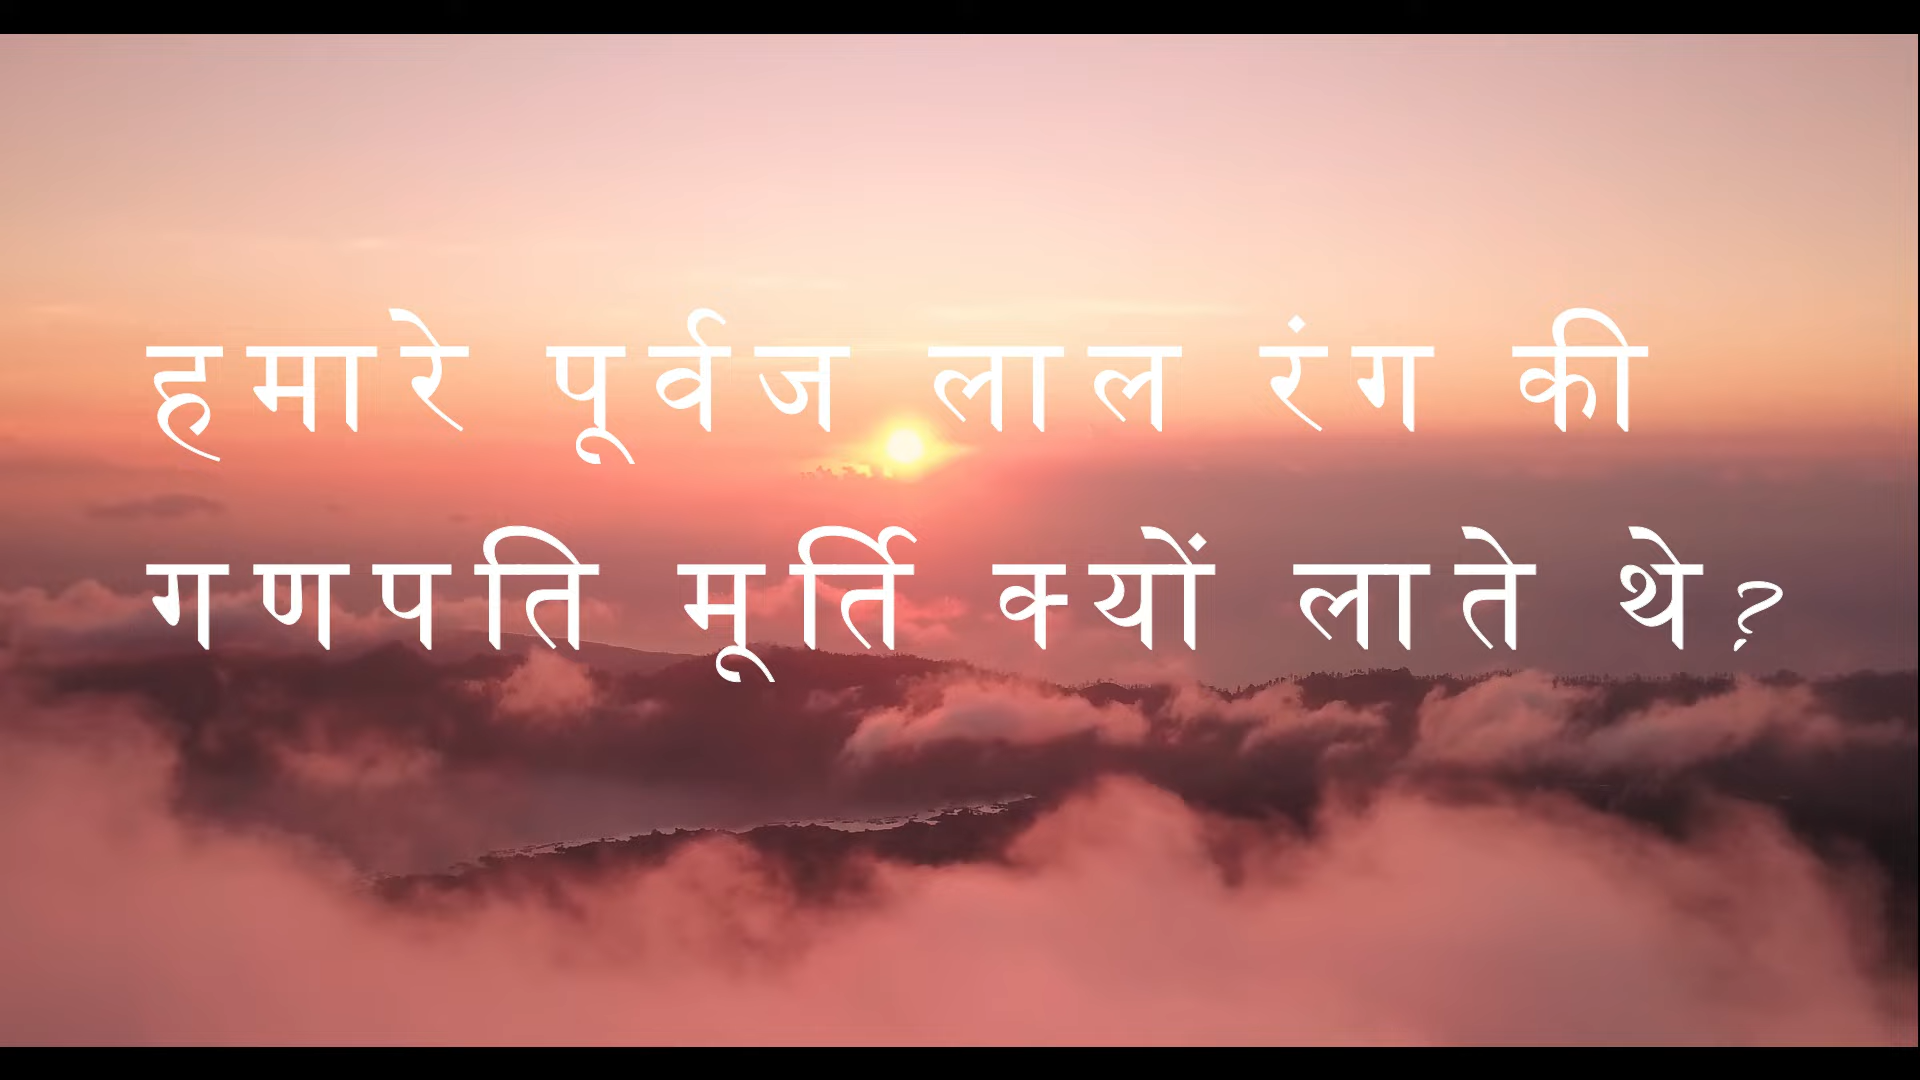 हमारे पूर्वज लाल रंग की
गणपति मूर्ति क्यों लाते थे?